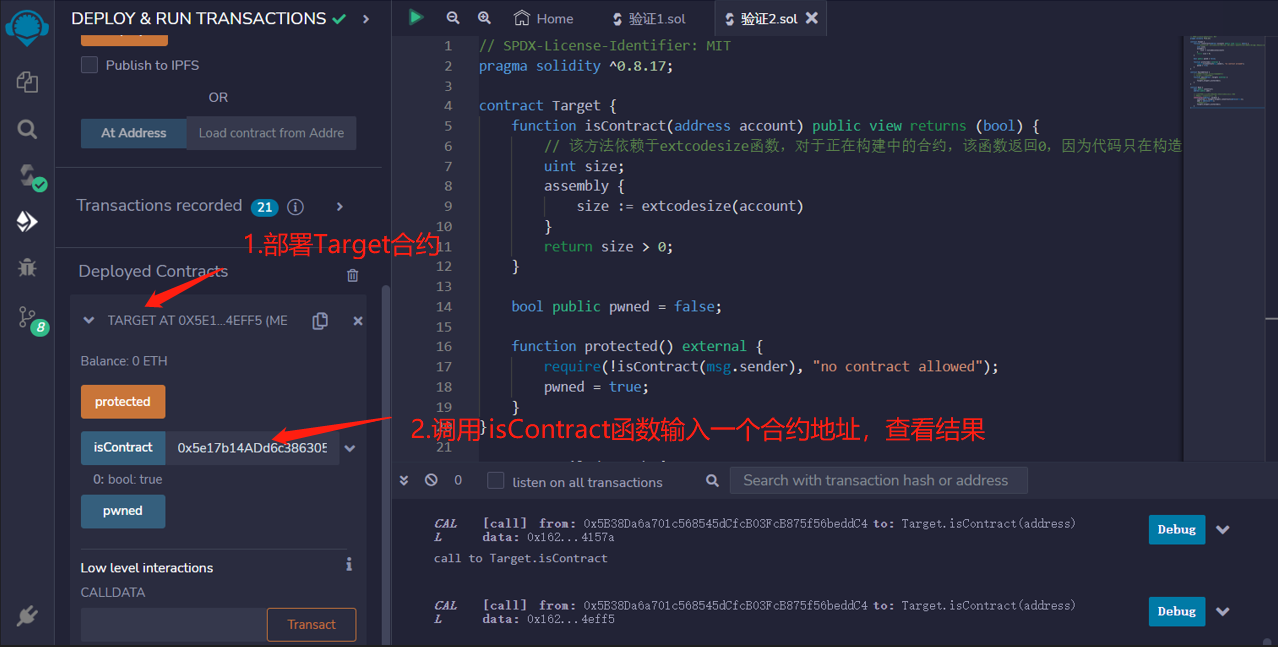 DEPLOY & RUN TRANSACTIONS
Publish to IPFS
OR
At Address
Load contract from Addre
Transactions recorded 21
Deployed Contracts
1.部署Target合约
TARGET AT 0X5E1...4EFF5 (ME
Balance: 0 ETH
protected
isContract
0x5e17b14ADd6c386305
0: bool: true
pwned
Low level interactions
CALLDATA
Transact
8
Home
验证1.sol
验证2.sol
1 // SPDX-License-Identifier: MIT
2 pragma solidity ^0.8.17;
3
4 contract Target {
5 function isContract(address account) public view returns (bool) {
6 // 该方法依赖于extcodesize函数，对于正在构建中的合约，该函数返回0，因为代码只在构造
7 uint size;
8 assembly {
9 size := extcodesize(account)
10 }
11 return size > 0;
12 }
13
14 bool public pwned = false;
15
16 function protected() external {
17 require(!isContract(msg.sender), "no contract allowed");
18 pwned = true;
19 }
}
2.调用 isContract函数输入一个合约地址，查看结果
21
0
listen on all transactions
Search with transaction hash or address
CAL [call] from: 0x5B38Da6a701c568545dCfcB03FcB875f56beddC4 to: Target.isContract(address)
L data: 0x162...4157a
Debug
call to Target.isContract
CAL [call] from: 0x5B38Da6a701c568545dCfcB03FcB875f56beddC4 to: Target.isContract(address)
L data: 0x162...4eff5
Debug